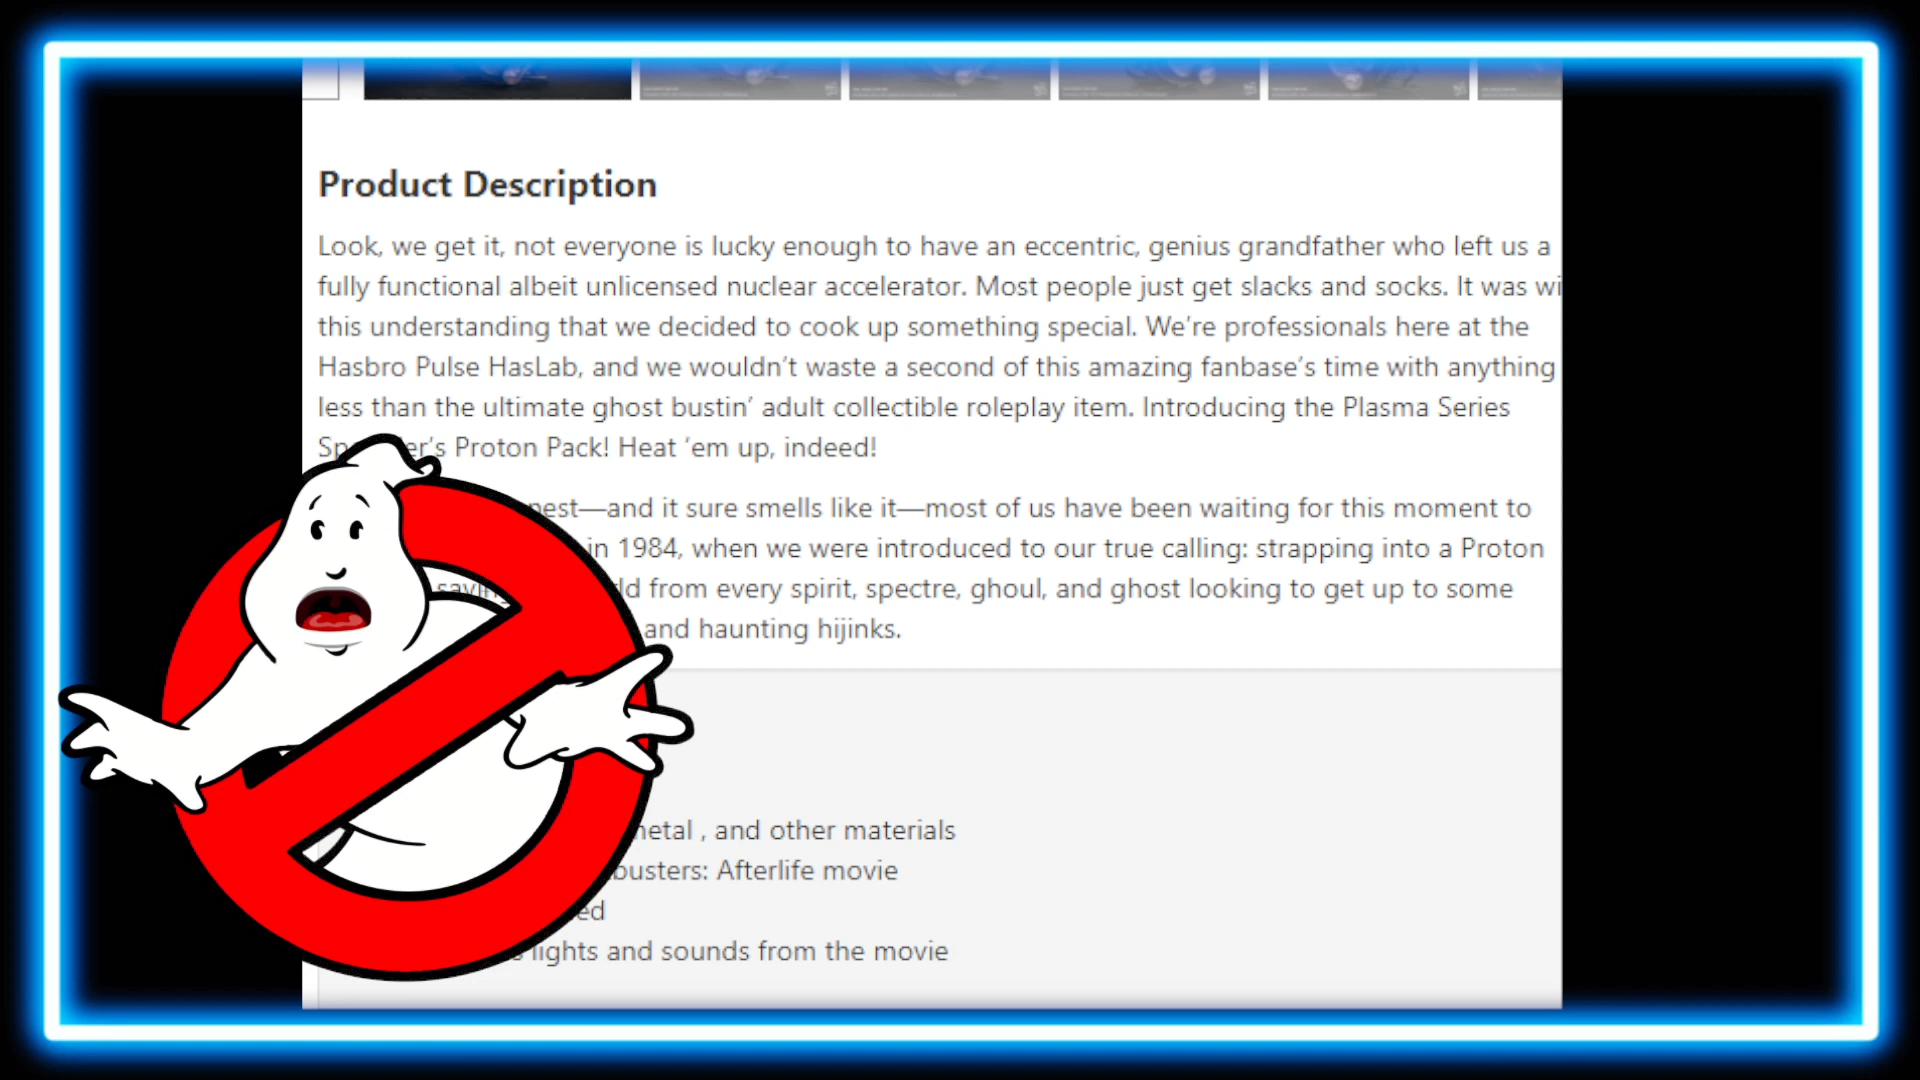 Product Description
Look, we get it, not everyone is lucky enough to have an eccentric, genius grandfather who left us a
fully functional albeit unlicensed nuclear accelerator. Most people just get slacks and socks. It was
this understanding that we decided to cook up something special. We’re professionals here at the
Hasbro Pulse HasLab, and we wouldn’t waste a second of this amazing fanbase’s time with anything
less than the ultimate ghost bustin’ adult collectible roleplay item. Introducing the Plasma Series
Proton Pack! Heat ’em up, indeed!
—and it sure smells like it—most of us have been waiting for this moment to
in 1984, when we were introduced to our true calling: strapping into a Proton
from every spirit, spectre, ghoul, and ghost looking to get up to some
and haunting hijinks.
, and other materials
busters: Afterlife movie
lights and sounds from the movie